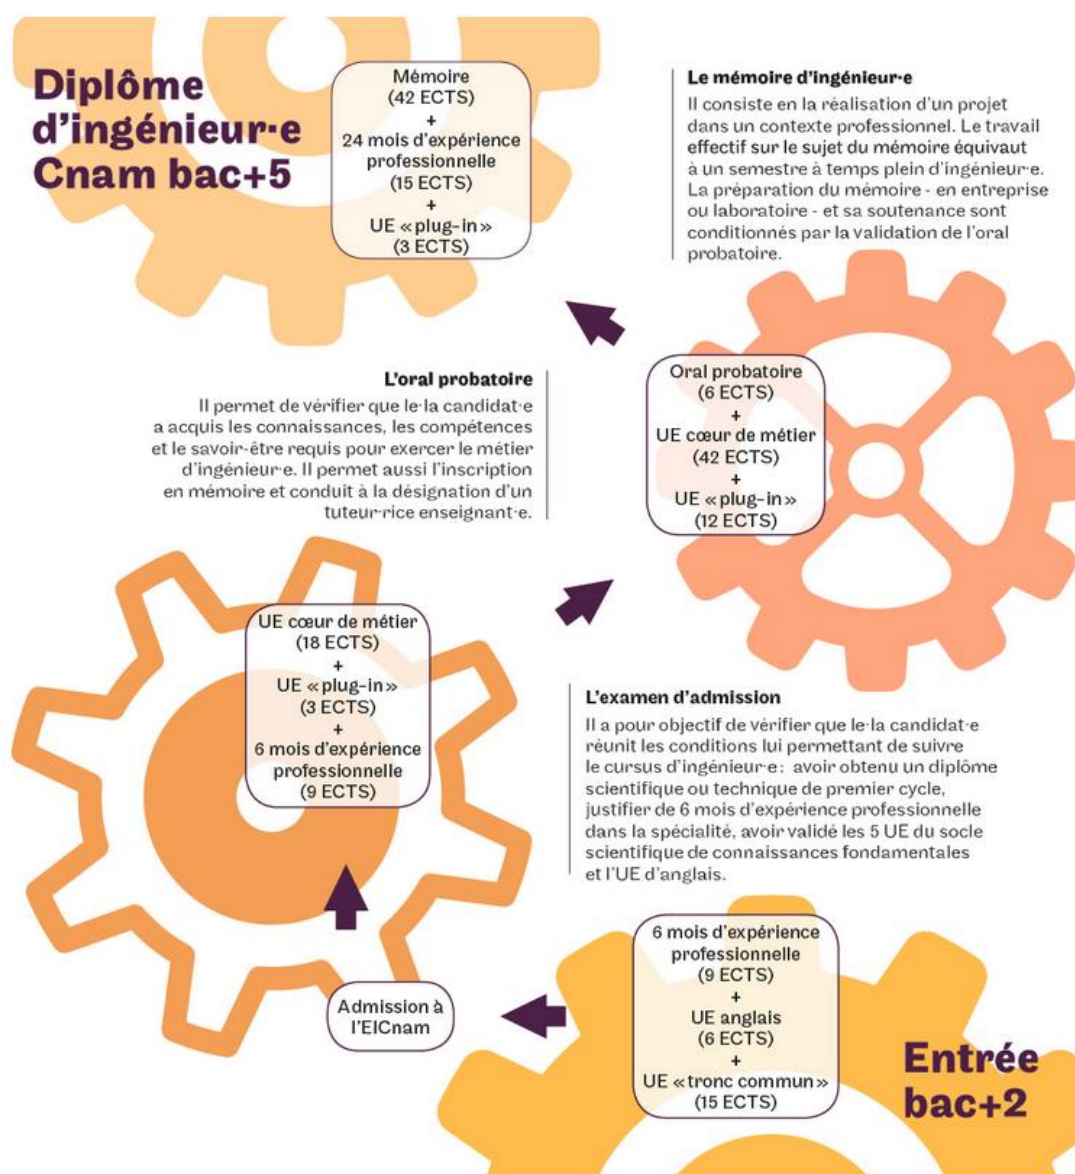 Diplôme
d'ingénieur·e
Cnam bac+5
Mémoire
(42 ECTS)
+
24 mois d'expérience
professionnelle
(15 ECTS)
+
UE «plug-in»
(3 ECTS)
Le mémoire d'ingénieur·e
Il consiste en la réalisation d'un projet
dans un contexte professionnel. Le travail
effectif sur le sujet du mémoire équivaut
à un semestre à temps plein d'ingénieur·e.
La préparation du mémoire - en entreprise
ou laboratoire - et sa soutenance sont
conditionnés par la validation de l'oral
probatoire.
L'oral probatoire
Il permet de vérifier que le·la candidat·e
a acquis les connaissances, les compétences
et le savoir-être requis pour exercer le métier
d'ingénieur·e. Il permet aussi l'inscription
en mémoire et conduit à la désignation d'un
tuteur·rice enseignant·e.
Oral probatoire
(6 ECTS)
+
UE cœur de métier
(42 ECTS)
+
UE «plug-in»
(12 ECTS)
UE cœur de métier
(18 ECTS)
+
UE «plug-in»
(3 ECTS)
+
6 mois d'expérience
professionnelle
(9 ECTS)
L'examen d'admission
Il a pour objectif de vérifier que le·la candidat·e
réunit les conditions lui permettant de suivre
le cursus d'ingénieur·e: avoir obtenu un diplôme
scientifique ou technique de premier cycle,
justifier de 6 mois d'expérience professionnelle
dans la spécialité, avoir validé les 5 UE du socle
scientifique de connaissances fondamentales
et l'UE d'anglais.
Admission à
l'EICnam
6 mois d'expérience
professionnelle
(9 ECTS)
+
UE anglais
(6 ECTS)
+
UE «tronc commun»
(15 ECTS)
Entrée
bac+2